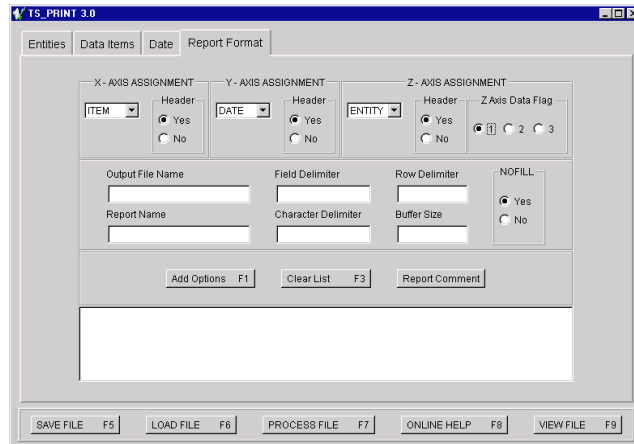 TS_PRINT 3.0
Entities Data Items Date Report Format
X - AXIS ASSIGNMENT Y - AXIS ASSIGNMENT Z - AXIS ASSIGNMENT
ITEM Header DATE Header ENTITY Header Z Axis Data Flag
Yes Yes Yes 1 2 3
No No No
Output File Name Field Delimiter Row Delimiter NOFILL
Yes
Report Name Character Delimiter Buffer Size No
Add Options F1 Clear List F3 Report Comment
SAVE FILE F5 LOAD FILE F6 PROCESS FILE F7 ONLINE HELP F8 VIEW FILE F9